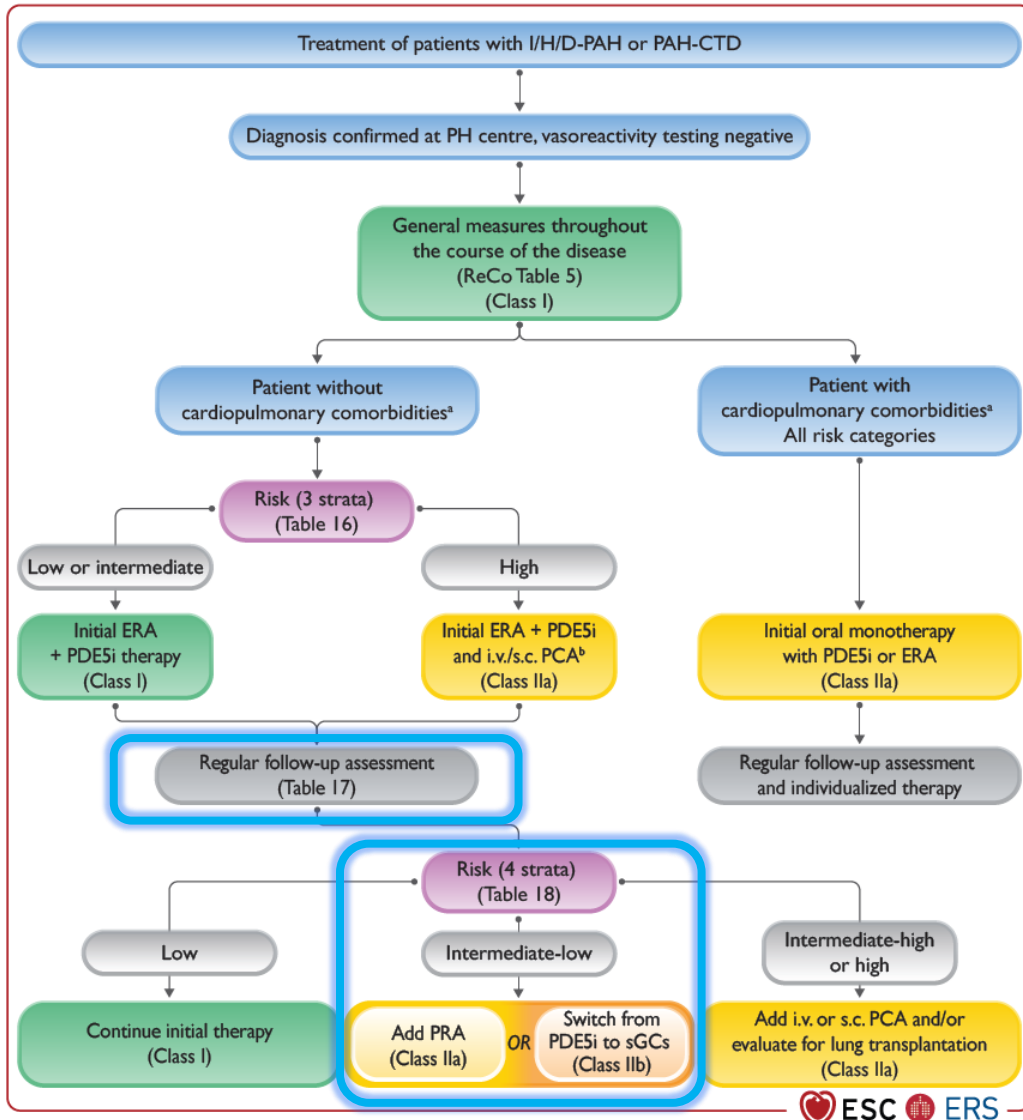 Treatment of patients with I/H/D-PAH or PAH-CTD
Diagnosis confirmed at PH centre, vasoreactivity testing negative
General measures throughout
the course of the disease
(ReCo Table 5)
(Class I)
Patient without
cardiopulmonary comorbiditiesᵃ
Patient with
cardiopulmonary comorbiditiesᵃ
All risk categories
Risk (3 strata)
(Table 16)
Low or intermediate
High
Initial ERA
+ PDE5i therapy
(Class I)
Initial ERA + PDE5i
and i.v./s.c. PCAᵇ
(Class IIa)
Initial oral monotherapy
with PDE5i or ERA
(Class IIa)
Regular follow-up assessment
(Table 17)
Regular follow-up assessment
and individualized therapy
Risk (4 strata)
(Table 18)
Low
Intermediate-low
Intermediate-high
or high
Continue initial therapy
(Class I)
Add PRA
(Class IIa)
OR
Switch from
PDE5i to sGCs
(Class IIb)
Add i.v. or s.c. PCA and/or
evaluate for lung transplantation
(Class IIa)
ESC ERS